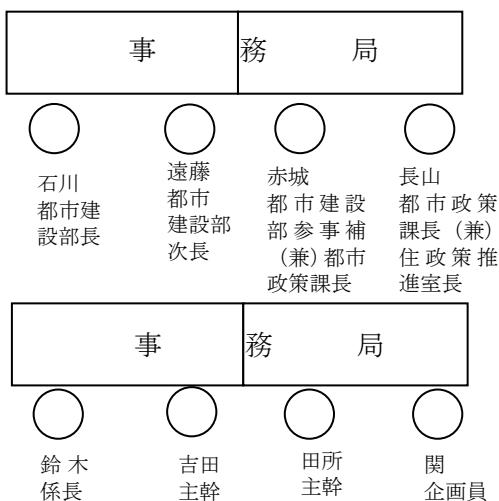 事務局
石川
都市建
設部長
遠藤
都市
建設部
次長
赤城
都市建設
部参事補
(兼)都市
政策課長
長山
都市政策
課長(兼)
住政策推
進室長
事務局
鈴木
係長
吉田
主幹
田所
主幹
関
企画員